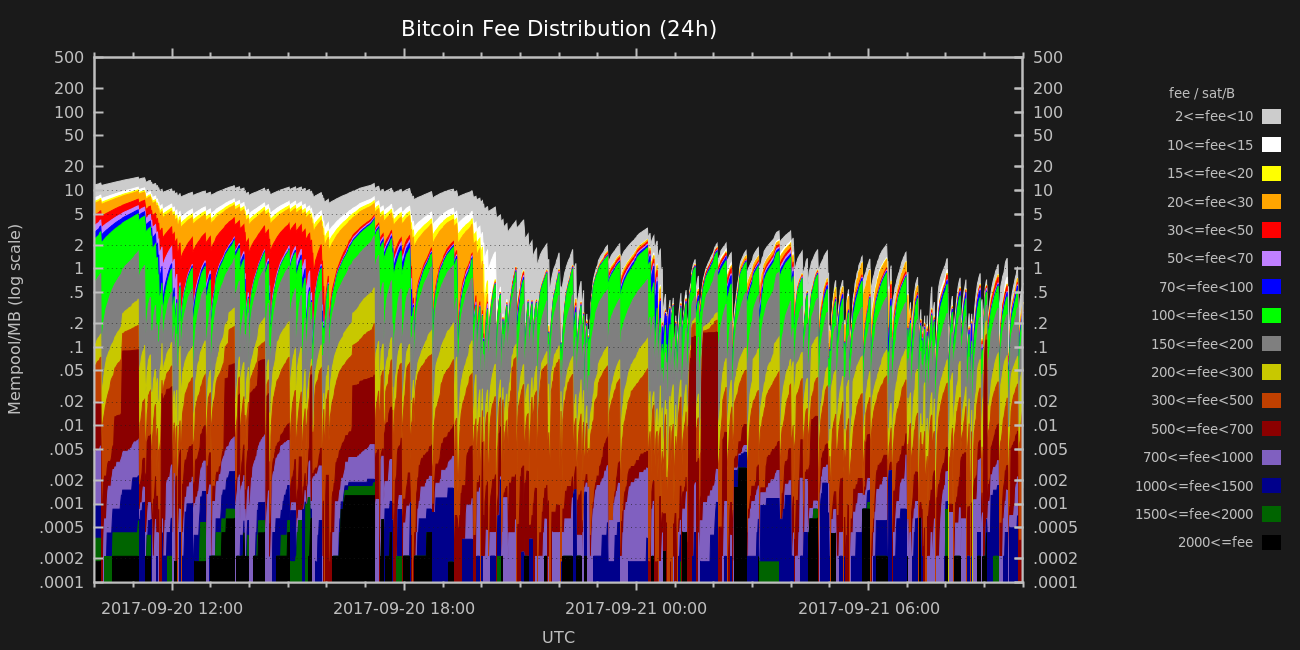 Bitcoin Fee Distribution (24h)
500 500
200 200
100 100
50 50
20 20
10 10
5 5
2 2
1 1
.5 .5
.2 .2
.1 .1
.05 .05
.02 .02
.01 .01
.005 .005
.002 .002
.001 .001
.0005 .0005
.0002 .0002
.0001 .0001
Mempool/MB (log scale)
2017-09-20 12:00 2017-09-20 18:00 2017-09-21 00:00 2017-09-21 06:00
UTC
fee / sat/B
2<=fee<10
10<=fee<15
15<=fee<20
20<=fee<30
30<=fee<50
50<=fee<70
70<=fee<100
100<=fee<150
150<=fee<200
200<=fee<300
300<=fee<500
500<=fee<700
700<=fee<1000
1000<=fee<1500
1500<=fee<2000
2000<=fee